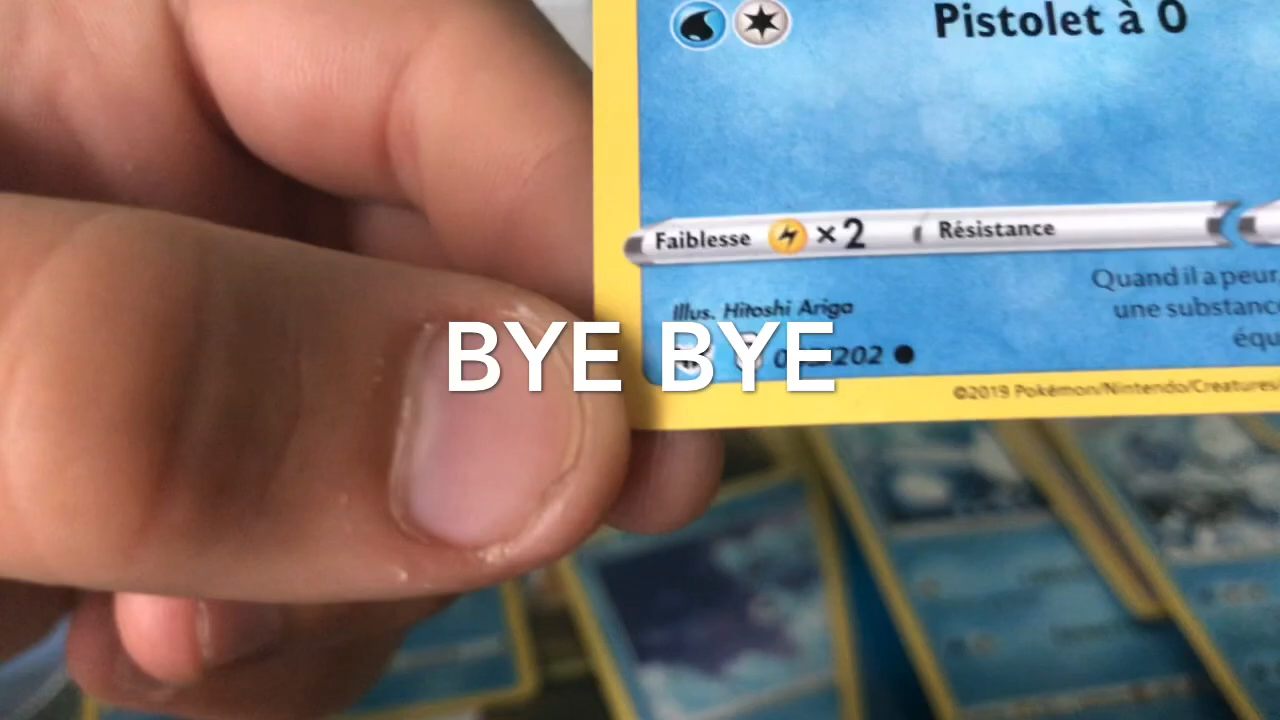 Pistolet à O
Faiblesse ×2 Résistance
Quand il a peur,
Illus. Hitoshi Ariga
une substanc
BYE BYE
202
équ
©2019 Pokémon/Nintendo/Creatures